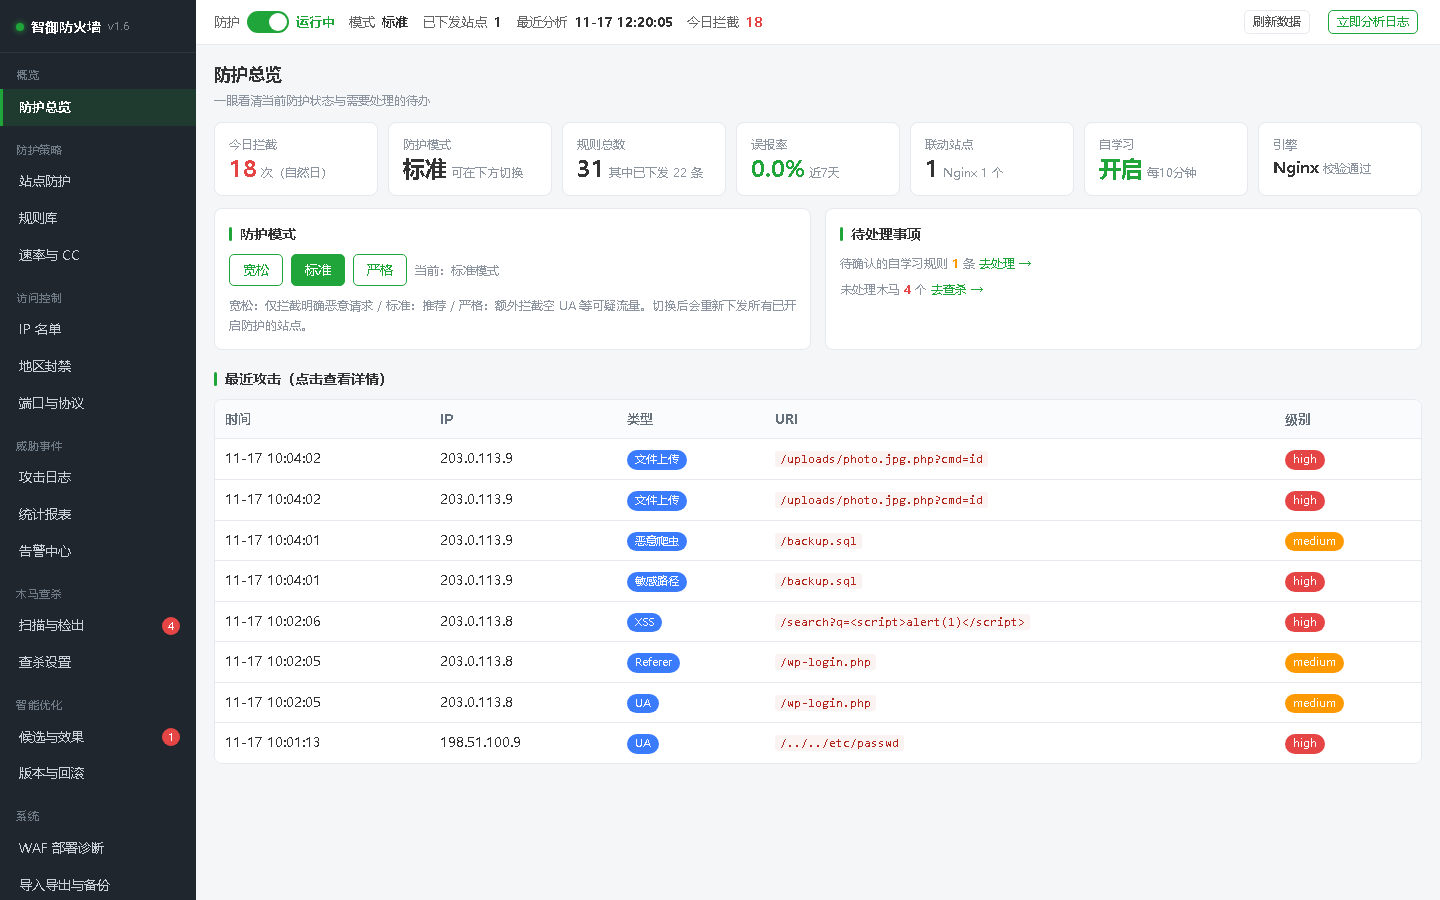 智御防火墙 v1.6
概览
防护总览
防护策略
站点防护
规则库
速率与 CC
访问控制
IP 名单
地区封禁
端口与协议
威胁事件
攻击日志
统计报表
告警中心
木马查杀
扫描与检出 4
查杀设置
智能优化
候选与效果 1
版本与回滚
系统
WAF 部署诊断
导入导出与备份
防护 运行中 模式 标准 已下发站点 1 最近分析 11-17 12:20:05 今日拦截 18 刷新数据 立即分析日志
防护总览
一眼看清当前防护状态与需要处理的待办
今日拦截
18 次（自然日）
防护模式
标准 可在下方切换
规则总数
31 其中已下发 22 条
误报率
0.0% 近7天
联动站点
1 Nginx 1 个
自学习
开启 每10分钟
引擎
Nginx 校验通过
防护模式
宽松 标准 严格 当前：标准模式
宽松：仅拦截明确恶意请求 / 标准：推荐 / 严格：额外拦截空 UA 等可疑流量。切换后会重新下发所有已开
启防护的站点。
待处理事项
待确认的自学习规则 1 条 去处理 →
未处理木马 4 个 去查杀 →
最近攻击（点击查看详情）
时间 IP 类型 URI 级别
11-17 10:04:02 203.0.113.9 文件上传 /uploads/photo.jpg.php?cmd=id high
11-17 10:04:02 203.0.113.9 文件上传 /uploads/photo.jpg.php?cmd=id high
11-17 10:04:01 203.0.113.9 恶意爬虫 /backup.sql medium
11-17 10:04:01 203.0.113.9 敏感路径 /backup.sql high
11-17 10:02:06 203.0.113.8 XSS /search?q=<script>alert(1)</script> high
11-17 10:02:05 203.0.113.8 Referer /wp-login.php medium
11-17 10:02:05 203.0.113.8 UA /wp-login.php medium
11-17 10:01:13 198.51.100.9 UA /../../etc/passwd high